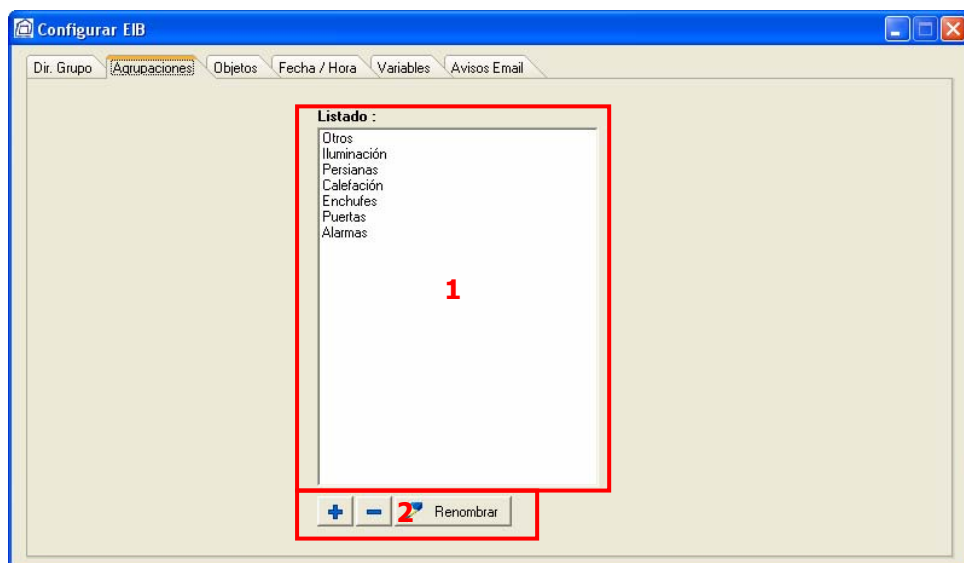 Configurar EIB
Dir. Grupo Agrupaciones Objetos Fecha / Hora Variables Avisos Email
Listado :
Otros
Iluminación
Persianas
Calefación
Enchufes
Puertas
Alarmas
1
2 Renombrar